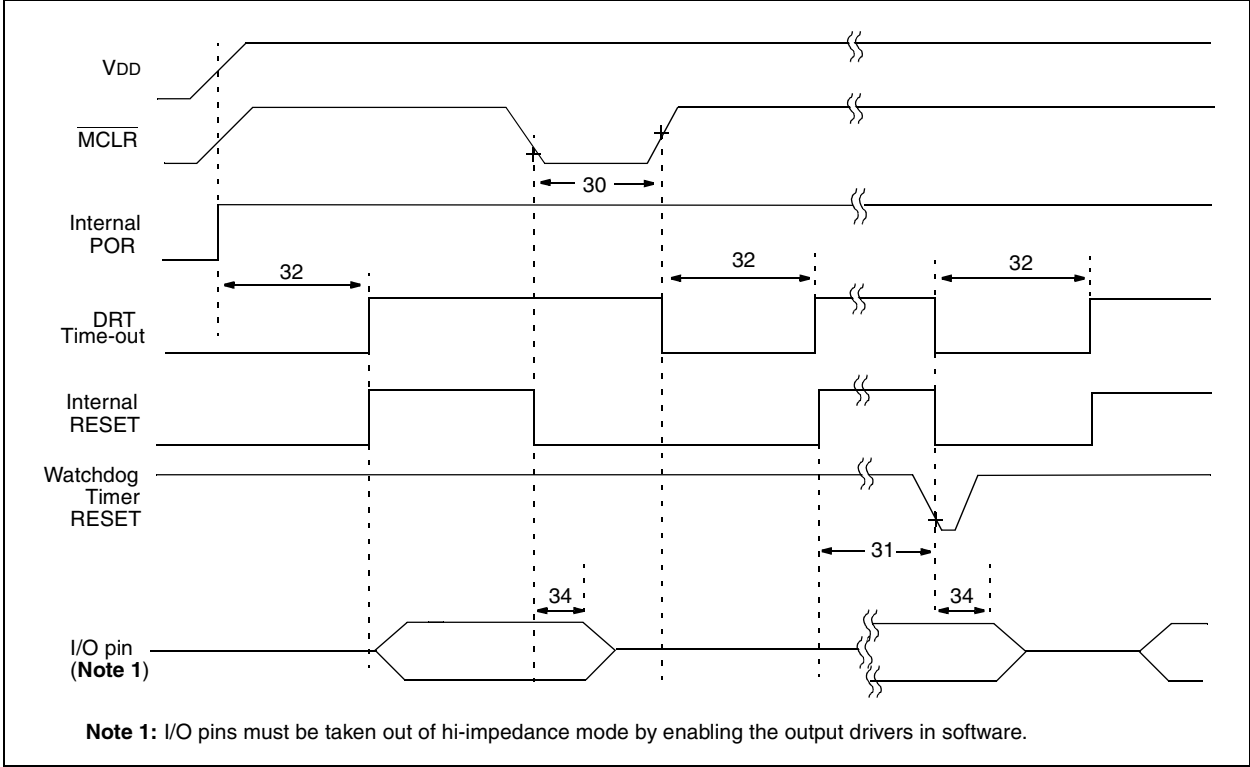 VDD
MCLR
30
Internal
POR
32
32
32
DRT
Time-out
Internal
RESET
Watchdog
Timer
RESET
31
34
34
I/O pin
(Note 1)
Note 1: I/O pins must be taken out of hi-impedance mode by enabling the output drivers in software.